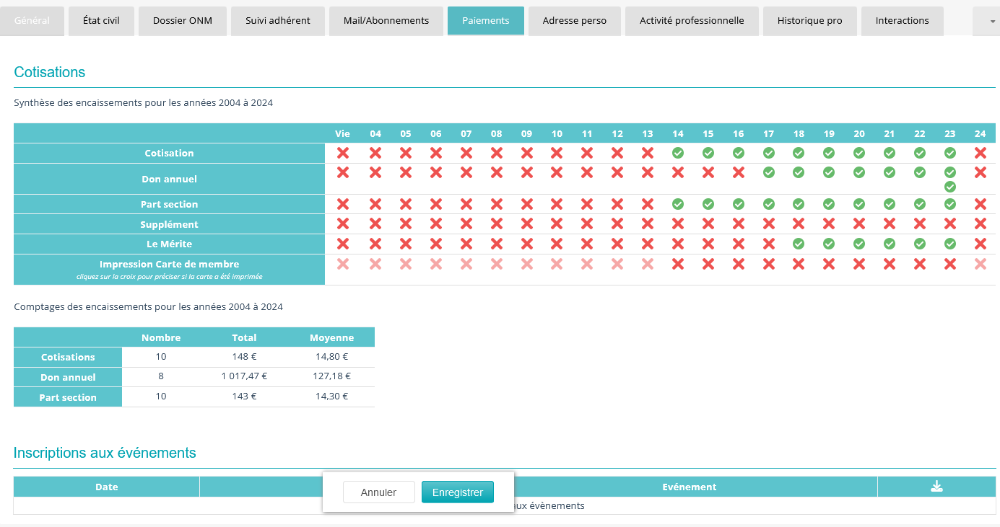 Général État civil Dossier ONM Suivi adhérent Mail/Abonnements Paiements Adresse perso Activité professionnelle Historique pro Interactions
Cotisations
Synthèse des encaissements pour les années 2004 à 2024
Vie 04 05 06 07 08 09 10 11 12 13 14 15 16 17 18 19 20 21 22 23 24
Cotisation
Don annuel
Part section
Supplément
Le Mérite
Impression Carte de membre
cliquez sur la croix pour préciser si la carte a été imprimée
Comptages des encaissements pour les années 2004 à 2024
Nombre Total Moyenne
Cotisations 10 148 € 14,80 €
Don annuel 8 1 017,47 € 127,18 €
Part section 10 143 € 14,30 €
Inscriptions aux événements
Date Evénement
Annuler Enregistrer
aux évènements